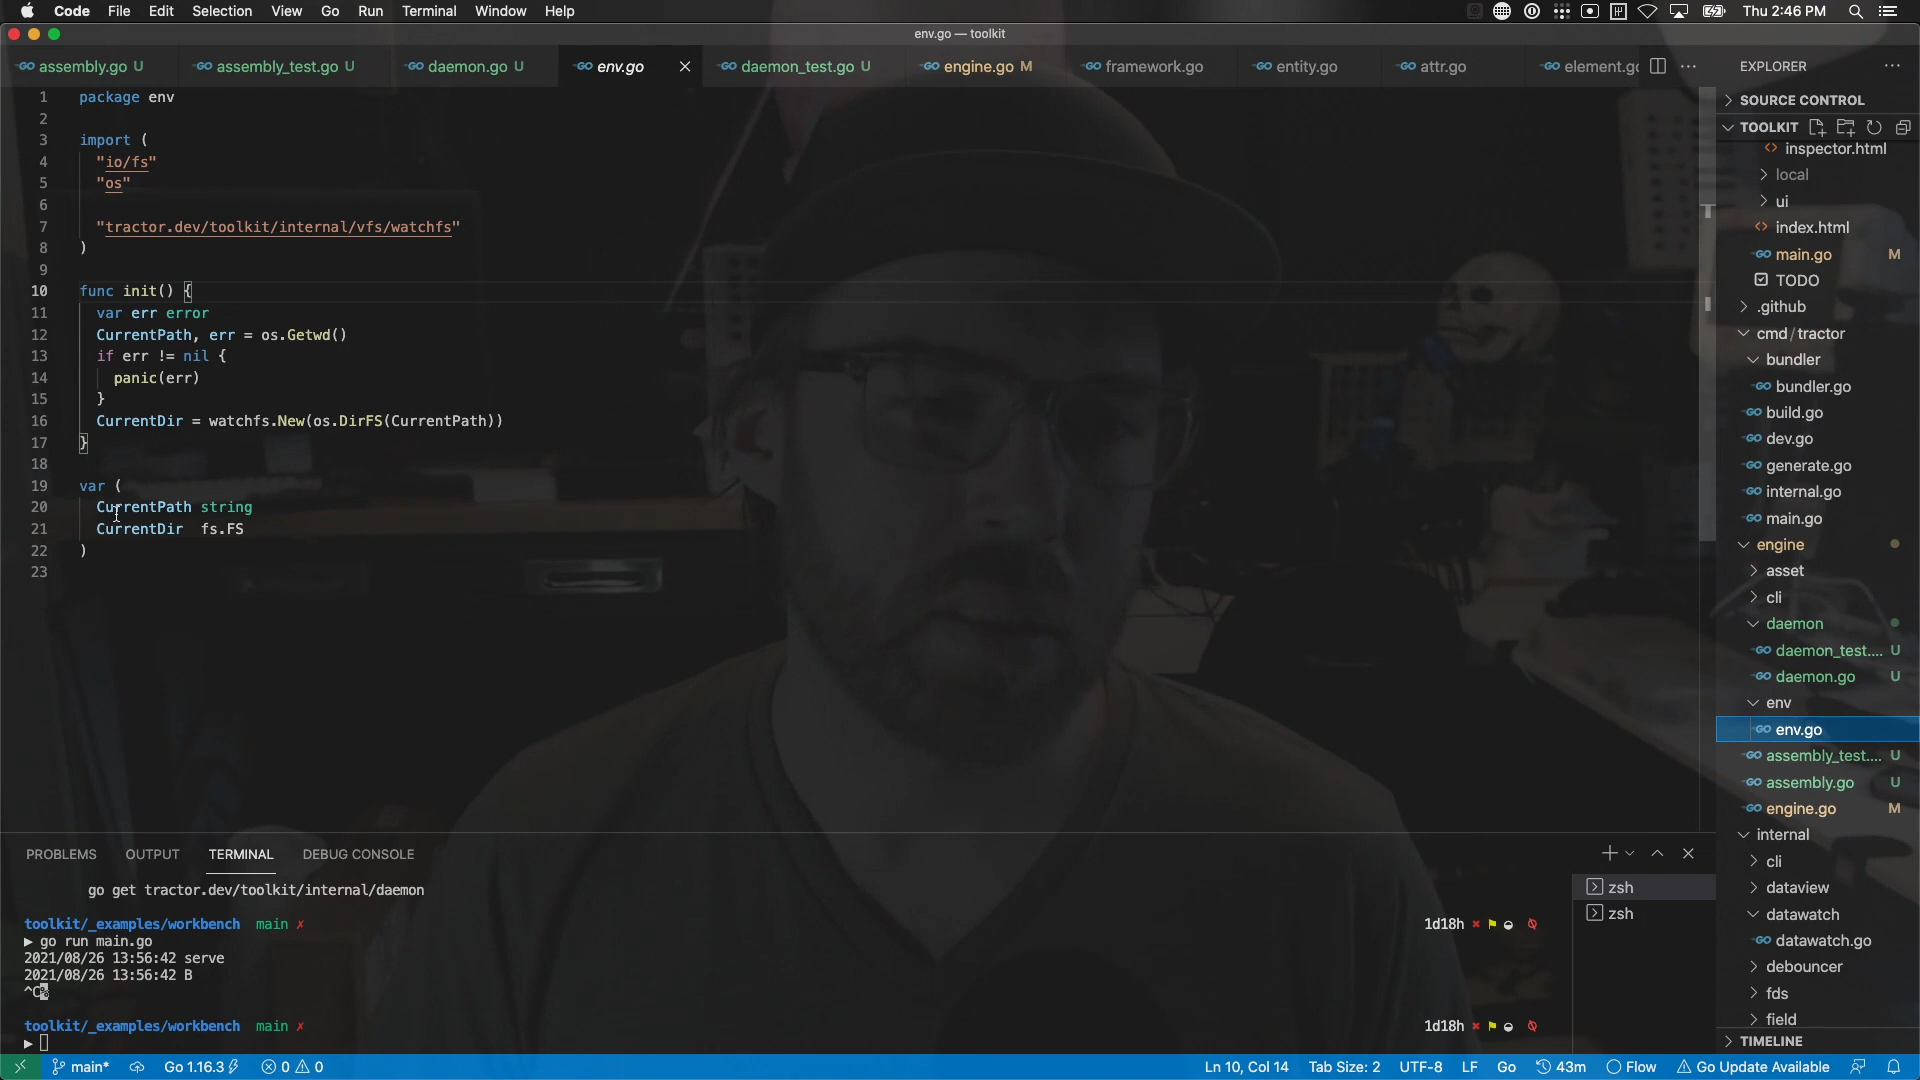 Code File Edit Selection View Go Run Terminal Window Help Thu 2:46 PM
env.go — toolkit
assembly.go U assembly_test.go U daemon.go U env.go daemon_test.go U engine.go M framework.go entity.go attr.go element.go
1 package env
2
3 import (
4 "io/fs"
5 "os"
6
7 "tractor.dev/toolkit/internal/vfs/watchfs"
8 )
9
10 func init() {
11 var err error
12 CurrentPath, err = os.Getwd()
13 if err != nil {
14 panic(err)
15 }
16 CurrentDir = watchfs.New(os.DirFS(CurrentPath))
17 }
18
19 var (
20 CurrentPath string
21 CurrentDir fs.FS
22 )
23
EXPLORER
SOURCE CONTROL
TOOLKIT
inspector.html
local
ui
index.html
main.go M
TODO
.github
cmd/tractor
bundler
bundler.go
build.go
dev.go
generate.go
internal.go
main.go
engine
asset
cli
daemon
daemon_test.... U
daemon.go U
env
env.go
assembly_test.... U
assembly.go U
engine.go M
internal
cli
dataview
datawatch
datawatch.go
debouncer
fds
field
TIMELINE
PROBLEMS OUTPUT TERMINAL DEBUG CONSOLE
go get tractor.dev/toolkit/internal/daemon
toolkit/_examples/workbench main ✗ 1d18h
▶ go run main.go
2021/08/26 13:56:42 serve
2021/08/26 13:56:42 B
^C
toolkit/_examples/workbench main ✗ 1d18h
▶
zsh
zsh
main* Go 1.16.3 0 0 Ln 10, Col 14 Tab Size: 2 UTF-8 LF Go 43m Flow Go Update Available